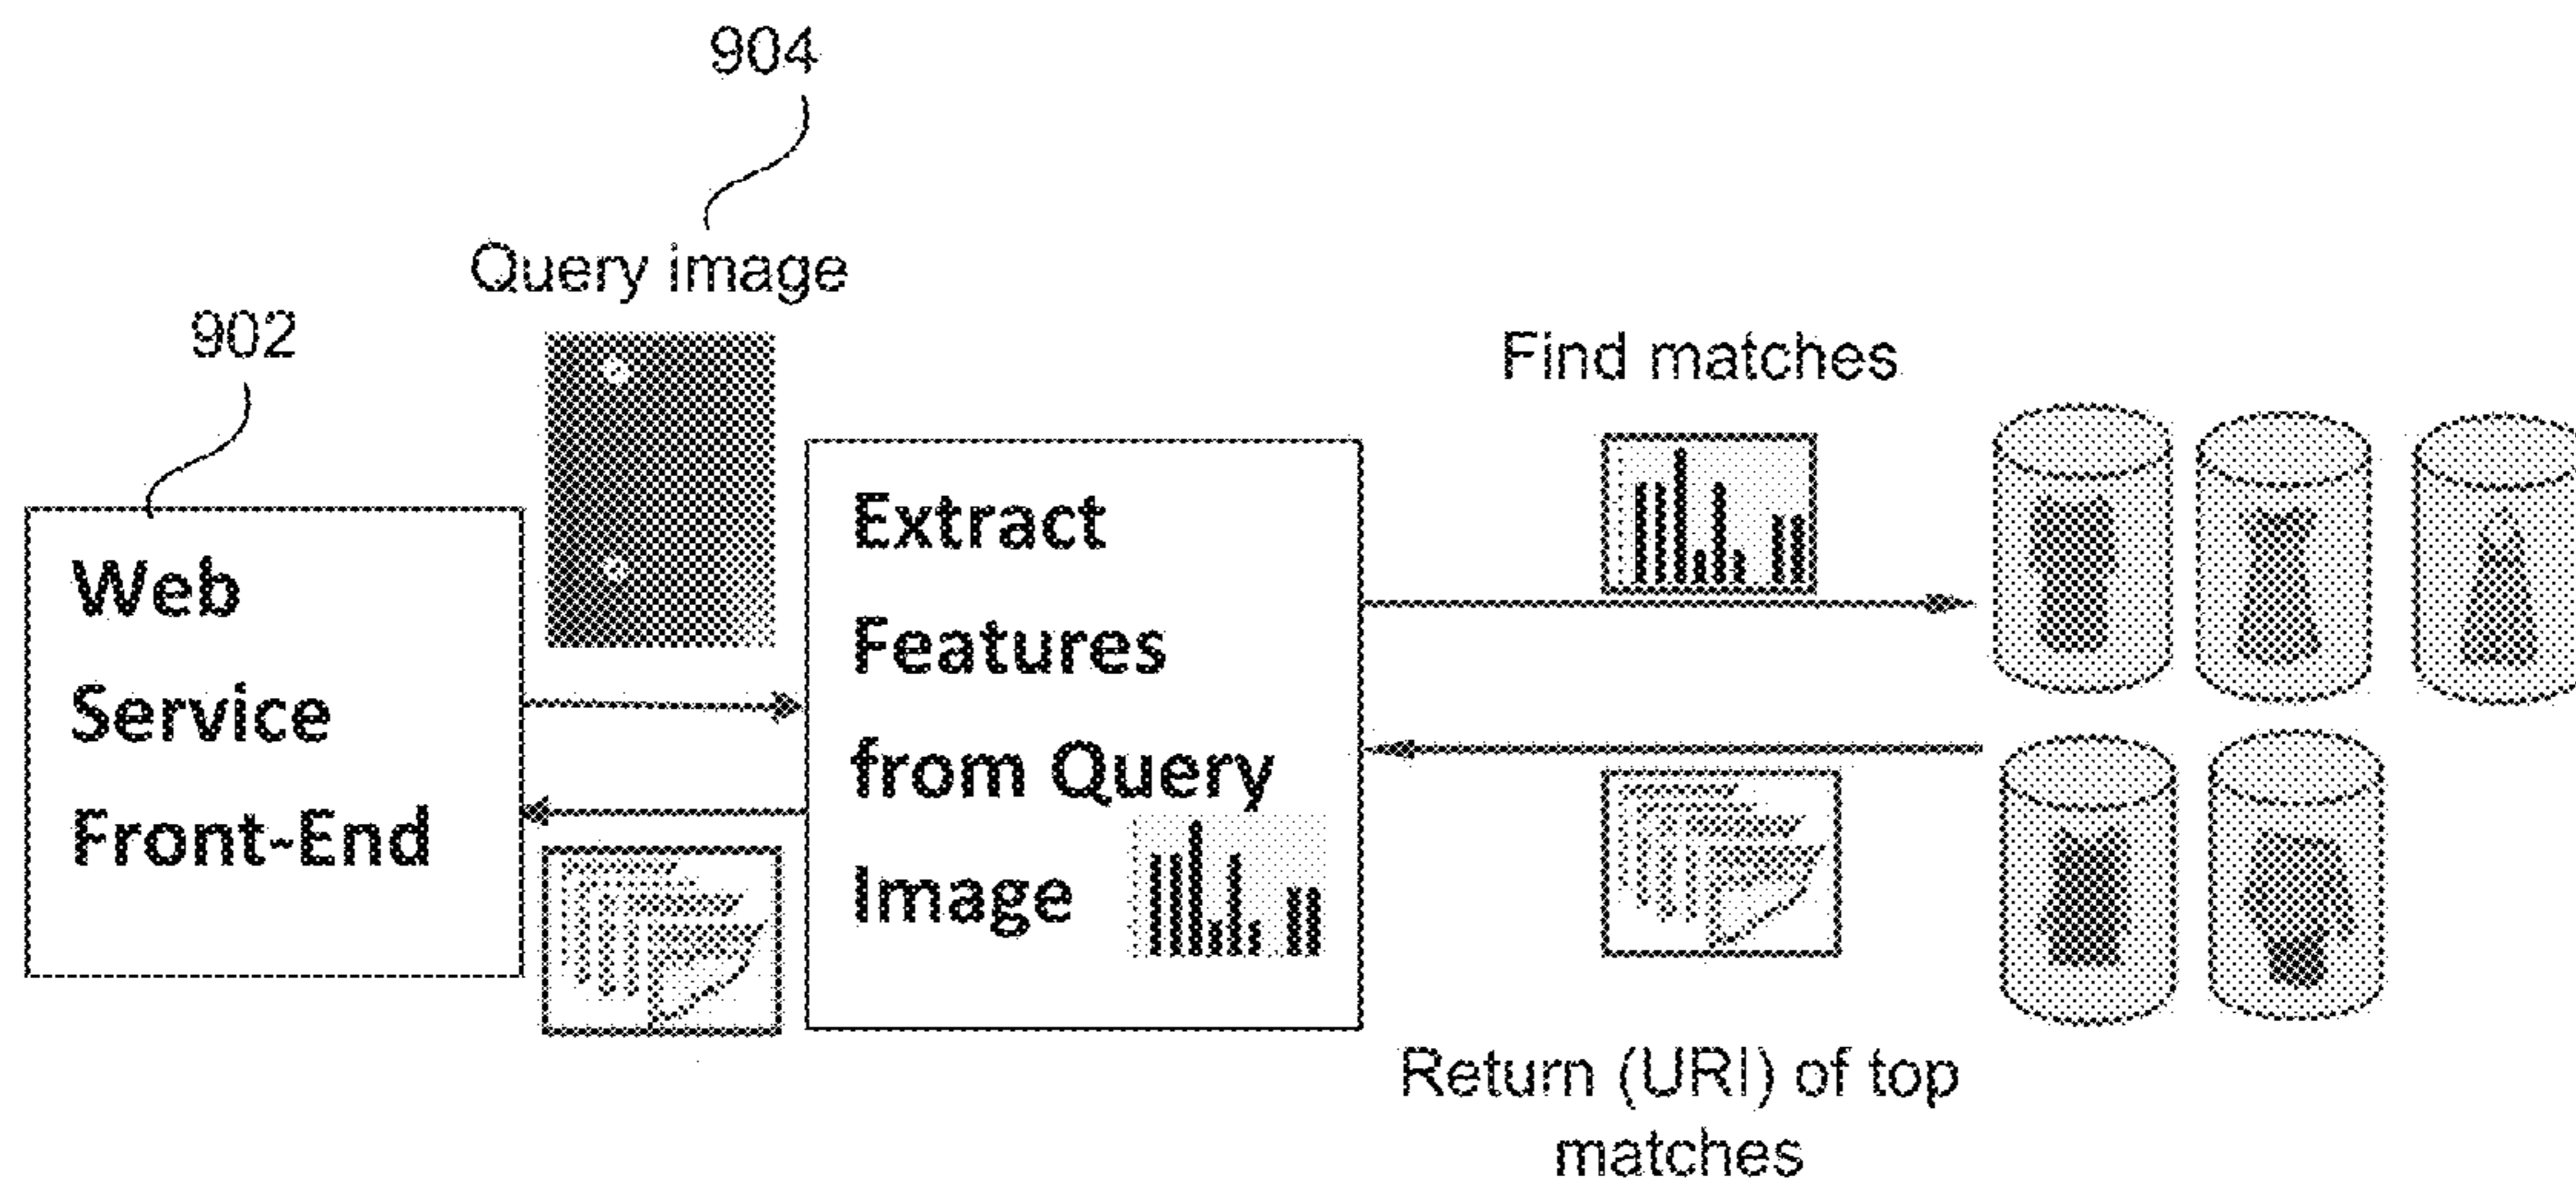 904
Query image
902
Find matches
Web
Service
Front-End
Extract
Features
from Query
Image
Return (URI) of top
matches